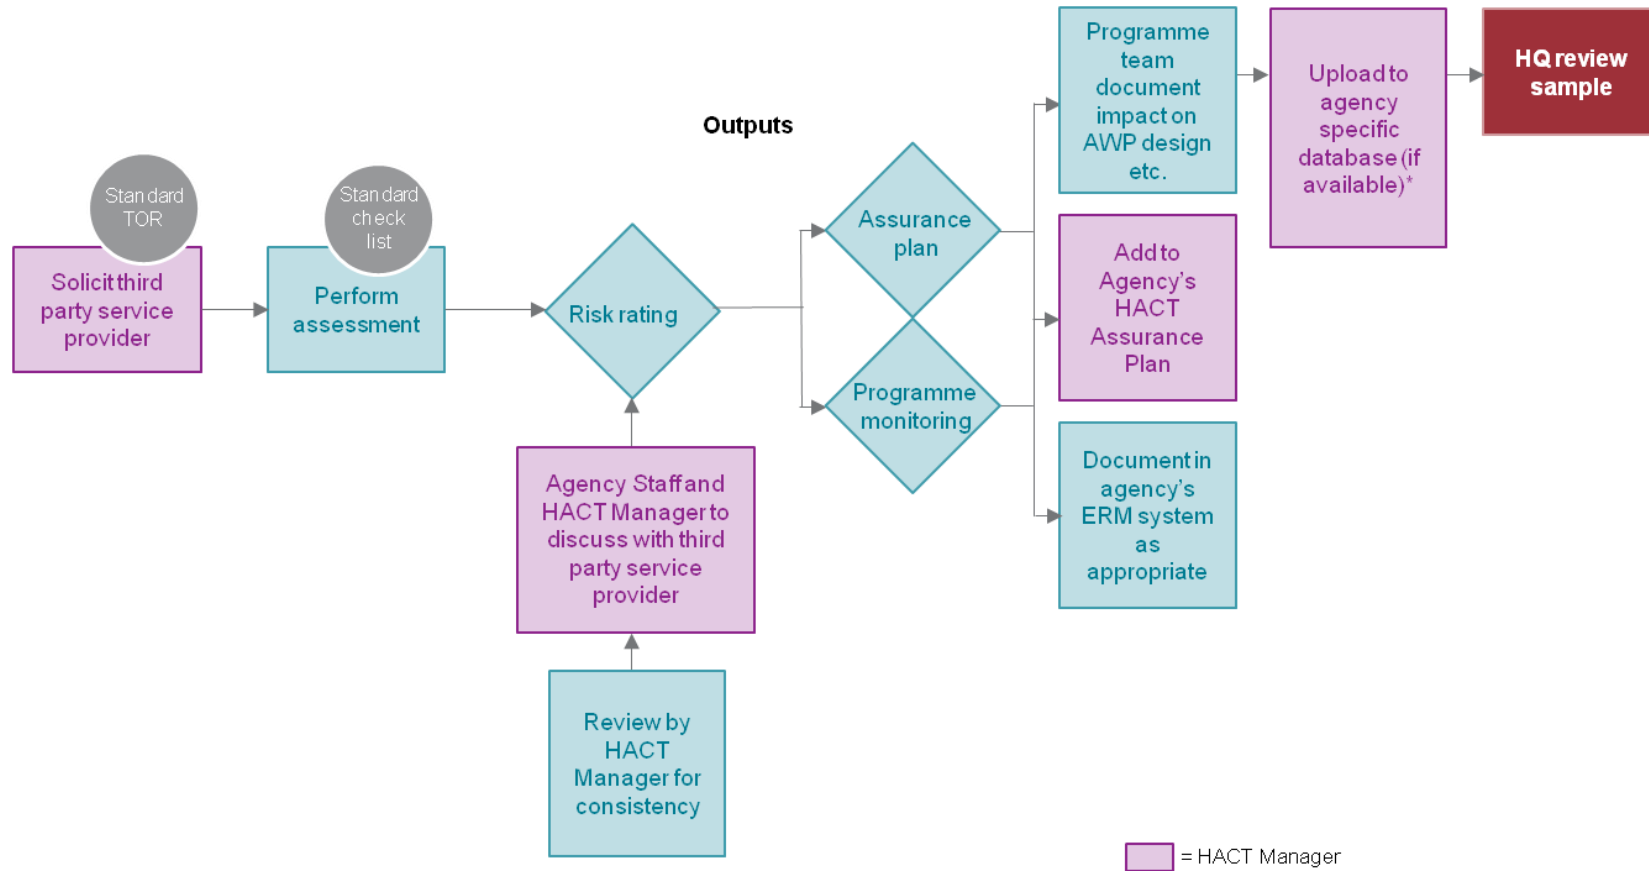 Standard
TOR
Solicit third
party service
provider
Standard
check
list
Perform
assessment
Risk rating
Agency Staff and
HACT Manager to
discuss with third
party service
provider
Review by
HACT
Manager for
consistency
Outputs
Assurance
plan
Programme
monitoring
Programme
team
document
impact on
AWP design
etc.
Add to
Agency's
HACT
Assurance
Plan
Document in
agency's
ERM system
as
appropriate
Upload to
agency
specific
database (if
available)*
HQ review
sample
= HACT Manager